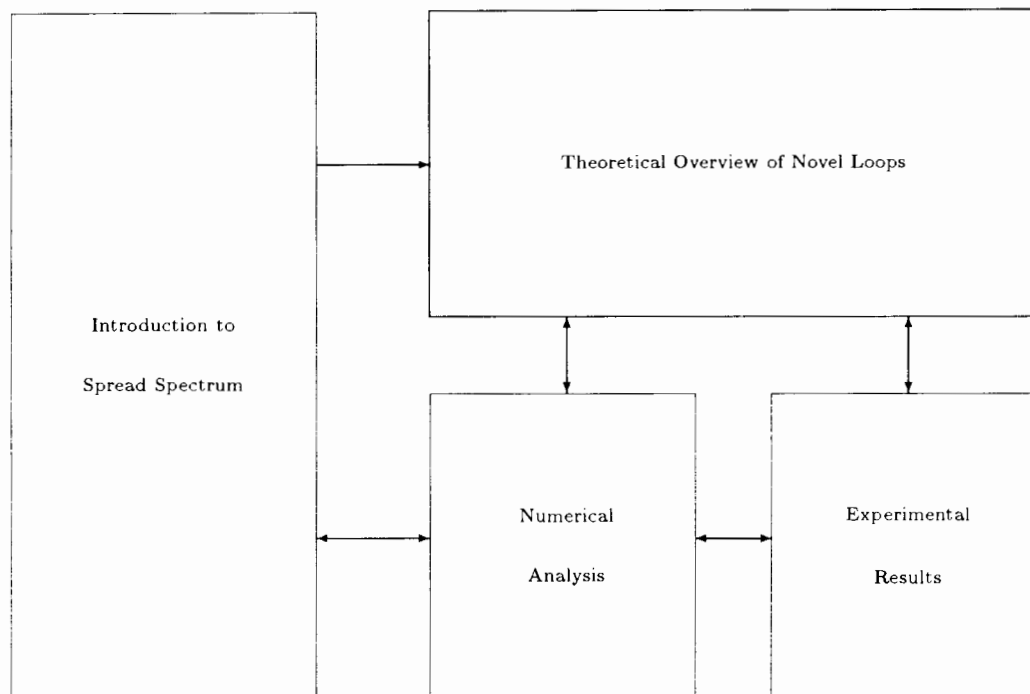 Theoretical Overview of Novel Loops
Introduction to
Spread Spectrum
Numerical
Analysis
Experimental
Results